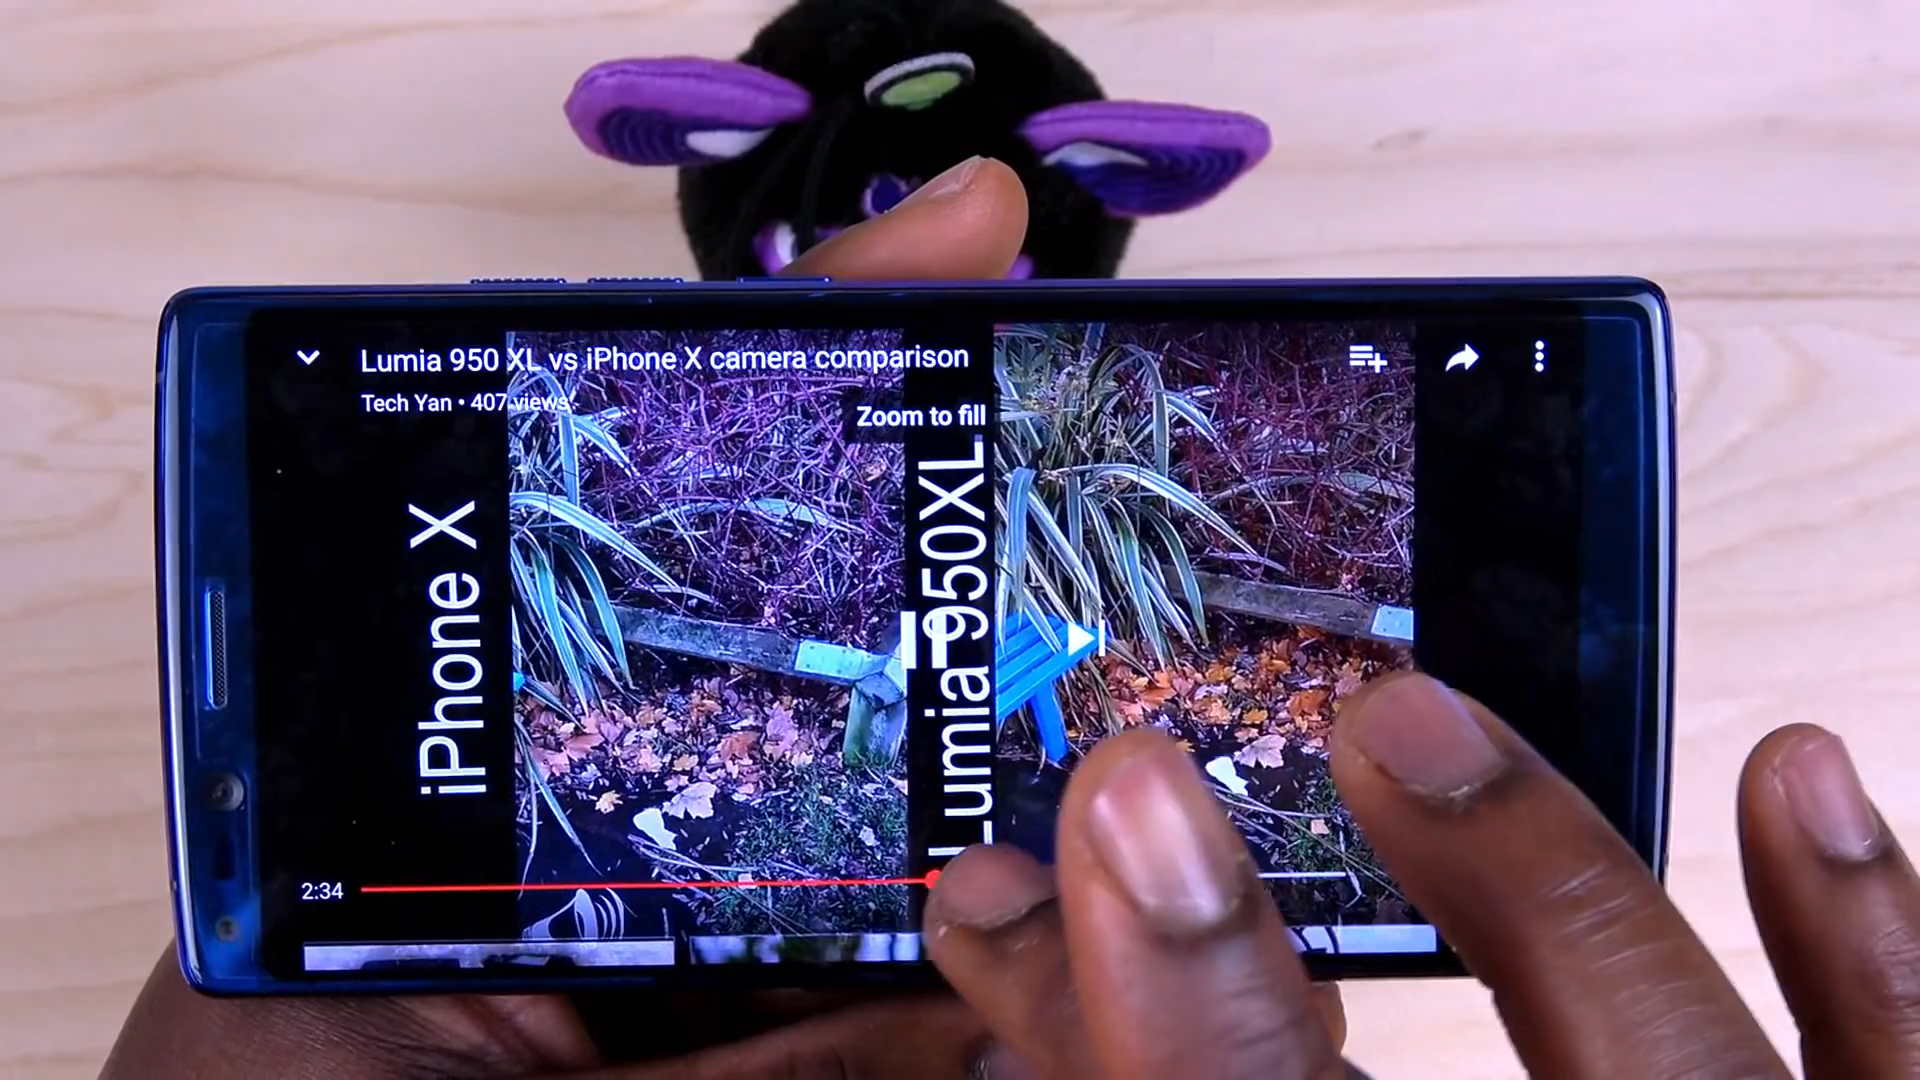 Lumia 950 XL vs iPhone X camera comparison
Tech Yan • 407 views
Zoom to fill
iPhone X
Lumia 950XL
2:34